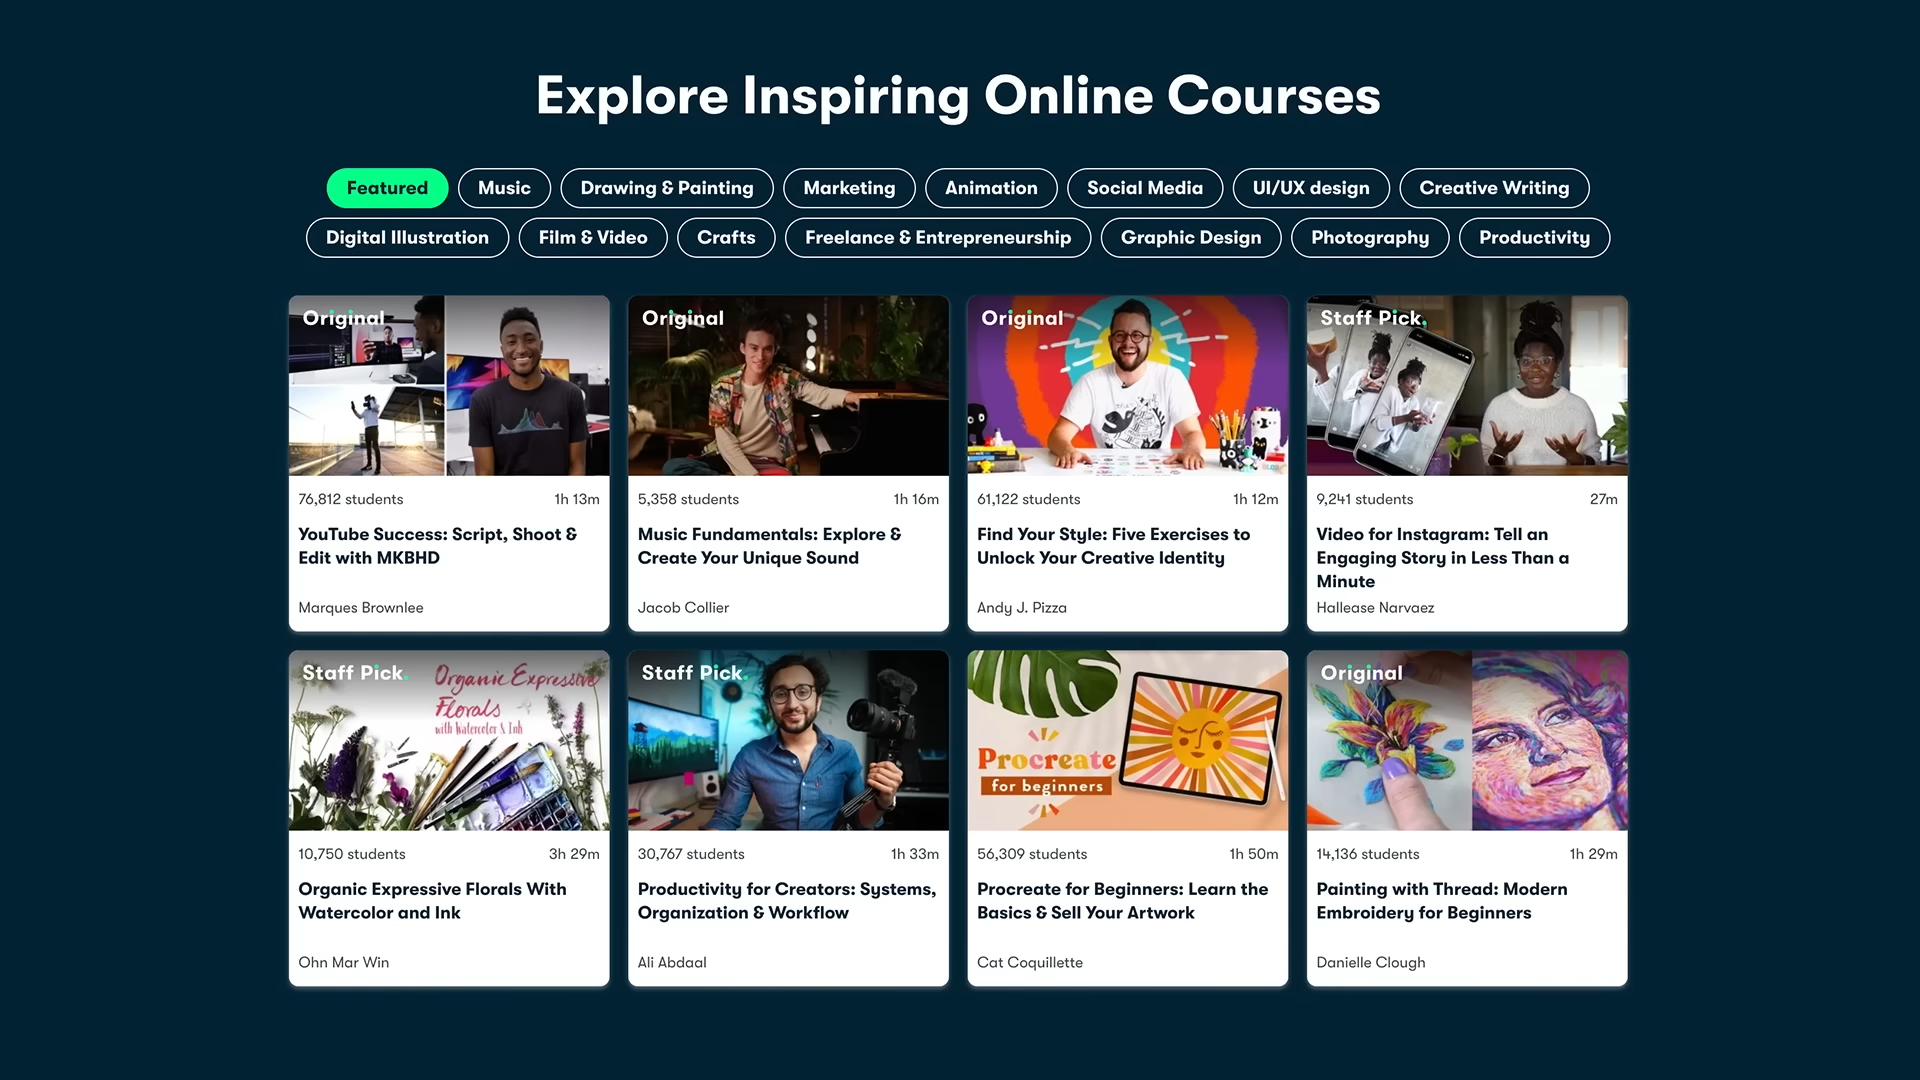 Explore Inspiring Online Courses
Featured
Music
Drawing & Painting
Marketing
Animation
Social Media
UI/UX design
Creative Writing
Digital Illustration
Film & Video
Crafts
Freelance & Entrepreneurship
Graphic Design
Photography
Productivity
Original
76,812 students
1h 13m
YouTube Success: Script, Shoot &
Edit with MKBHD
Marques Brownlee
Original
5,358 students
1h 16m
Music Fundamentals: Explore &
Create Your Unique Sound
Jacob Collier
Original
61,122 students
1h 12m
Find Your Style: Five Exercises to
Unlock Your Creative Identity
Andy J. Pizza
Staff Pick.
9,241 students
27m
Video for Instagram: Tell an
Engaging Story in Less Than a
Minute
Hallease Narvaez
Staff Pick.
Organic Expressive
Florals
with Watercolor & Ink
10,750 students
3h 29m
Organic Expressive Florals With
Watercolor and Ink
Ohn Mar Win
Staff Pick.
30,767 students
1h 33m
Productivity for Creators: Systems,
Organization & Workflow
Ali Abdaal
Procreate
for beginners
56,309 students
1h 50m
Procreate for Beginners: Learn the
Basics & Sell Your Artwork
Cat Coquillette
Original
14,136 students
1h 29m
Painting with Thread: Modern
Embroidery for Beginners
Danielle Clough